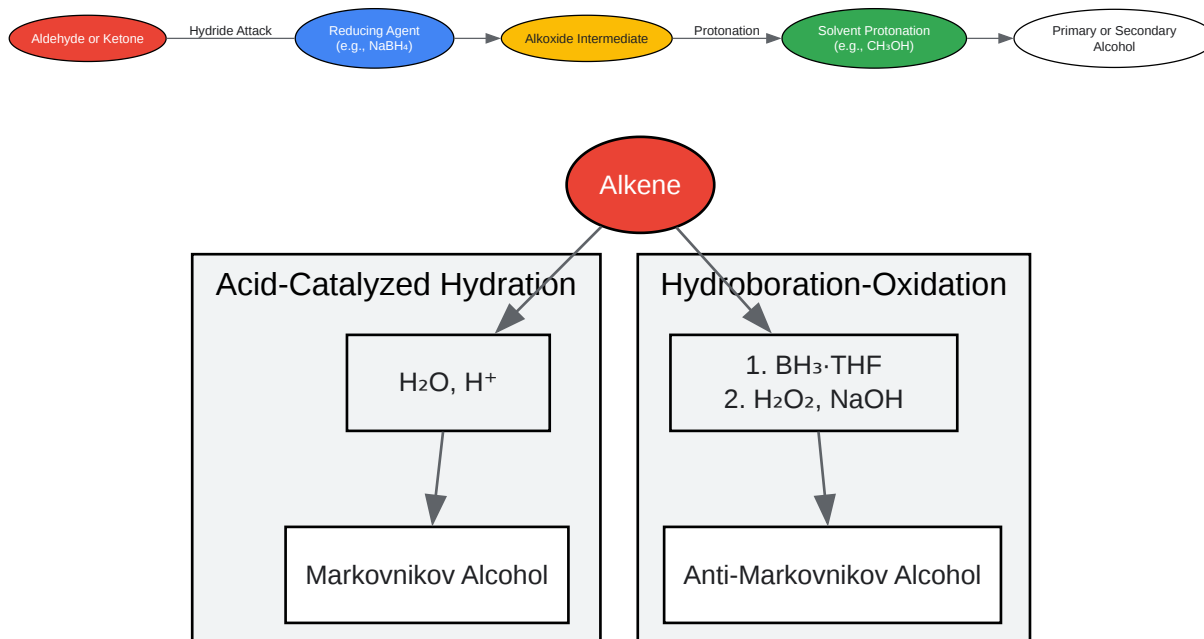 Aldehyde or Ketone
Hydride Attack
Reducing Agent
(e.g., NaBH₄)
Alkoxide Intermediate
Protonation
Solvent Protonation
(e.g., CH₃OH)
Primary or Secondary
Alcohol
Alkene
Acid-Catalyzed Hydration
Hydroboration-Oxidation
H₂O, H⁺
1. BH₃·THF
2. H₂O₂, NaOH
Markovnikov Alcohol
Anti-Markovnikov Alcohol